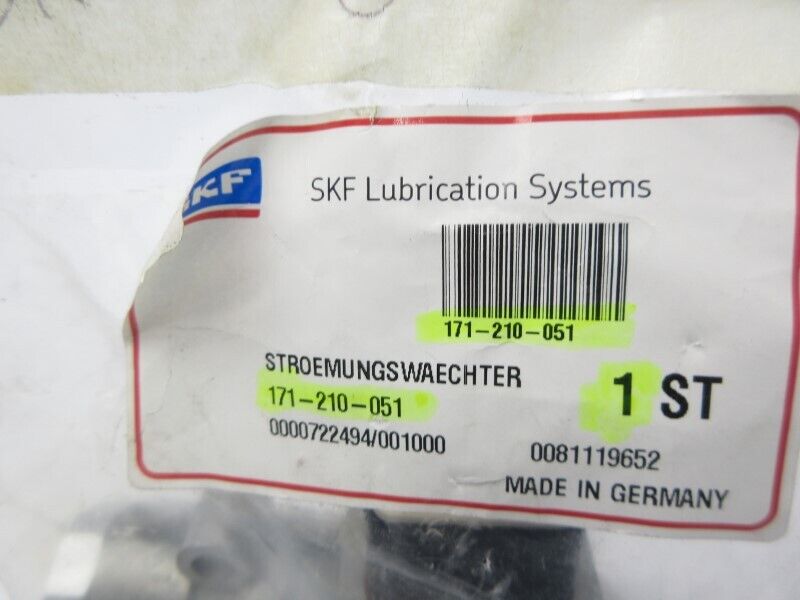 SKF
SKF Lubrication Systems
171-210-051
STROEMUNGSWAECHTER
171-210-051
1 ST
0000722494/001000
0081119652
MADE IN GERMANY